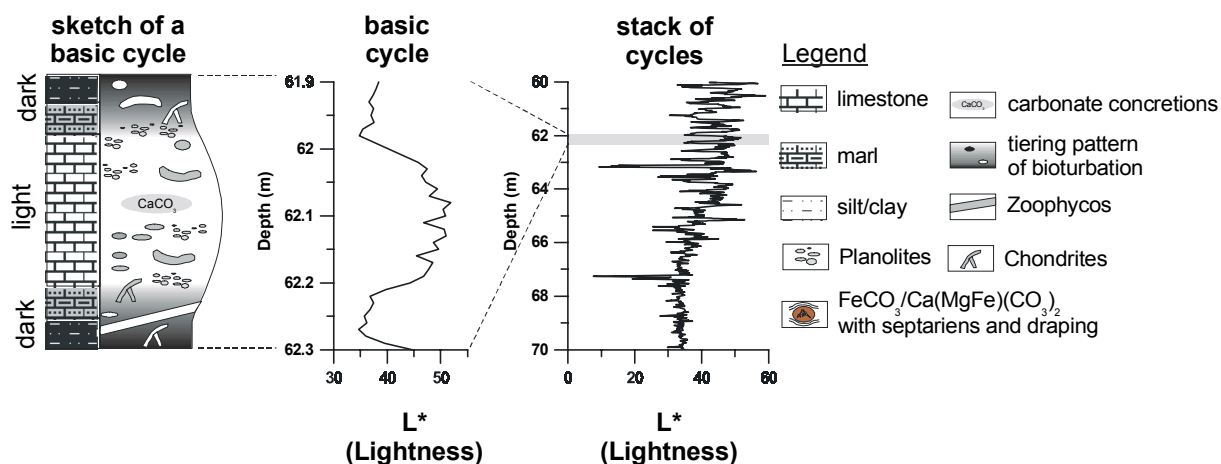 sketch of a
basic cycle
dark
light
dark
CaCO3
basic
cycle
61.9
62
62.1
62.2
62.3
Depth (m)
30 40 50
L*
(Lightness)
stack of
cycles
60
62
64
66
68
70
Depth (m)
0 20 40 60
L*
(Lightness)
Legend
limestone
marl
silt/clay
Planolites
CaCO3
carbonate concretions
tiering pattern
of bioturbation
Zoophycos
Chondrites
FeCO3/Ca(MgFe)(CO3)2
with septariens and draping